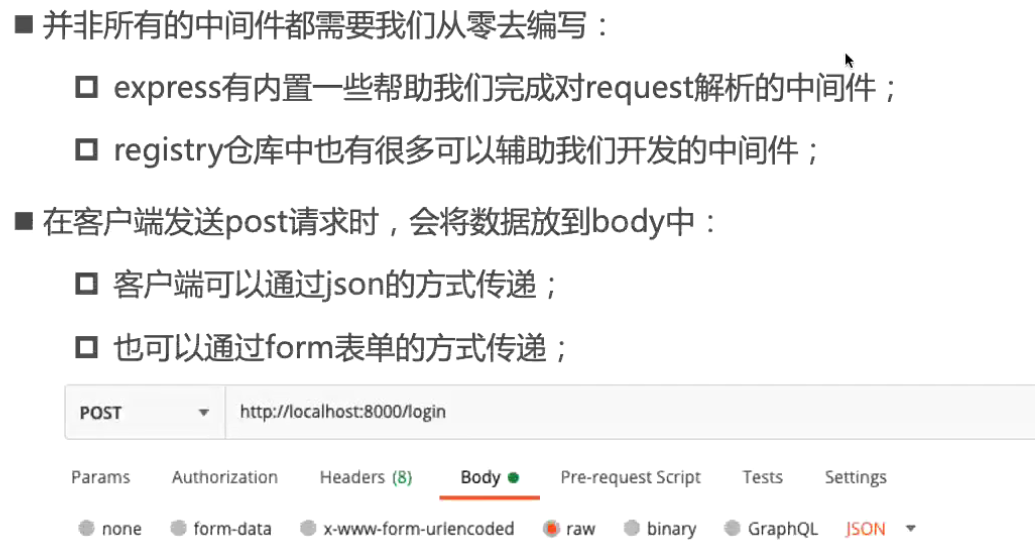 并非所有的中间件都需要我们从零去编写：
express有内置一些帮助我们完成对request解析的中间件；
registry仓库中也有很多可以辅助我们开发的中间件；
在客户端发送post请求时，会将数据放到body中：
客户端可以通过json的方式传递；
也可以通过form表单的方式传递；
POST http://localhost:8000/login
Params Authorization Headers (8) Body Pre-request Script Tests Settings
none form-data x-www-form-urlencoded raw binary GraphQL JSON